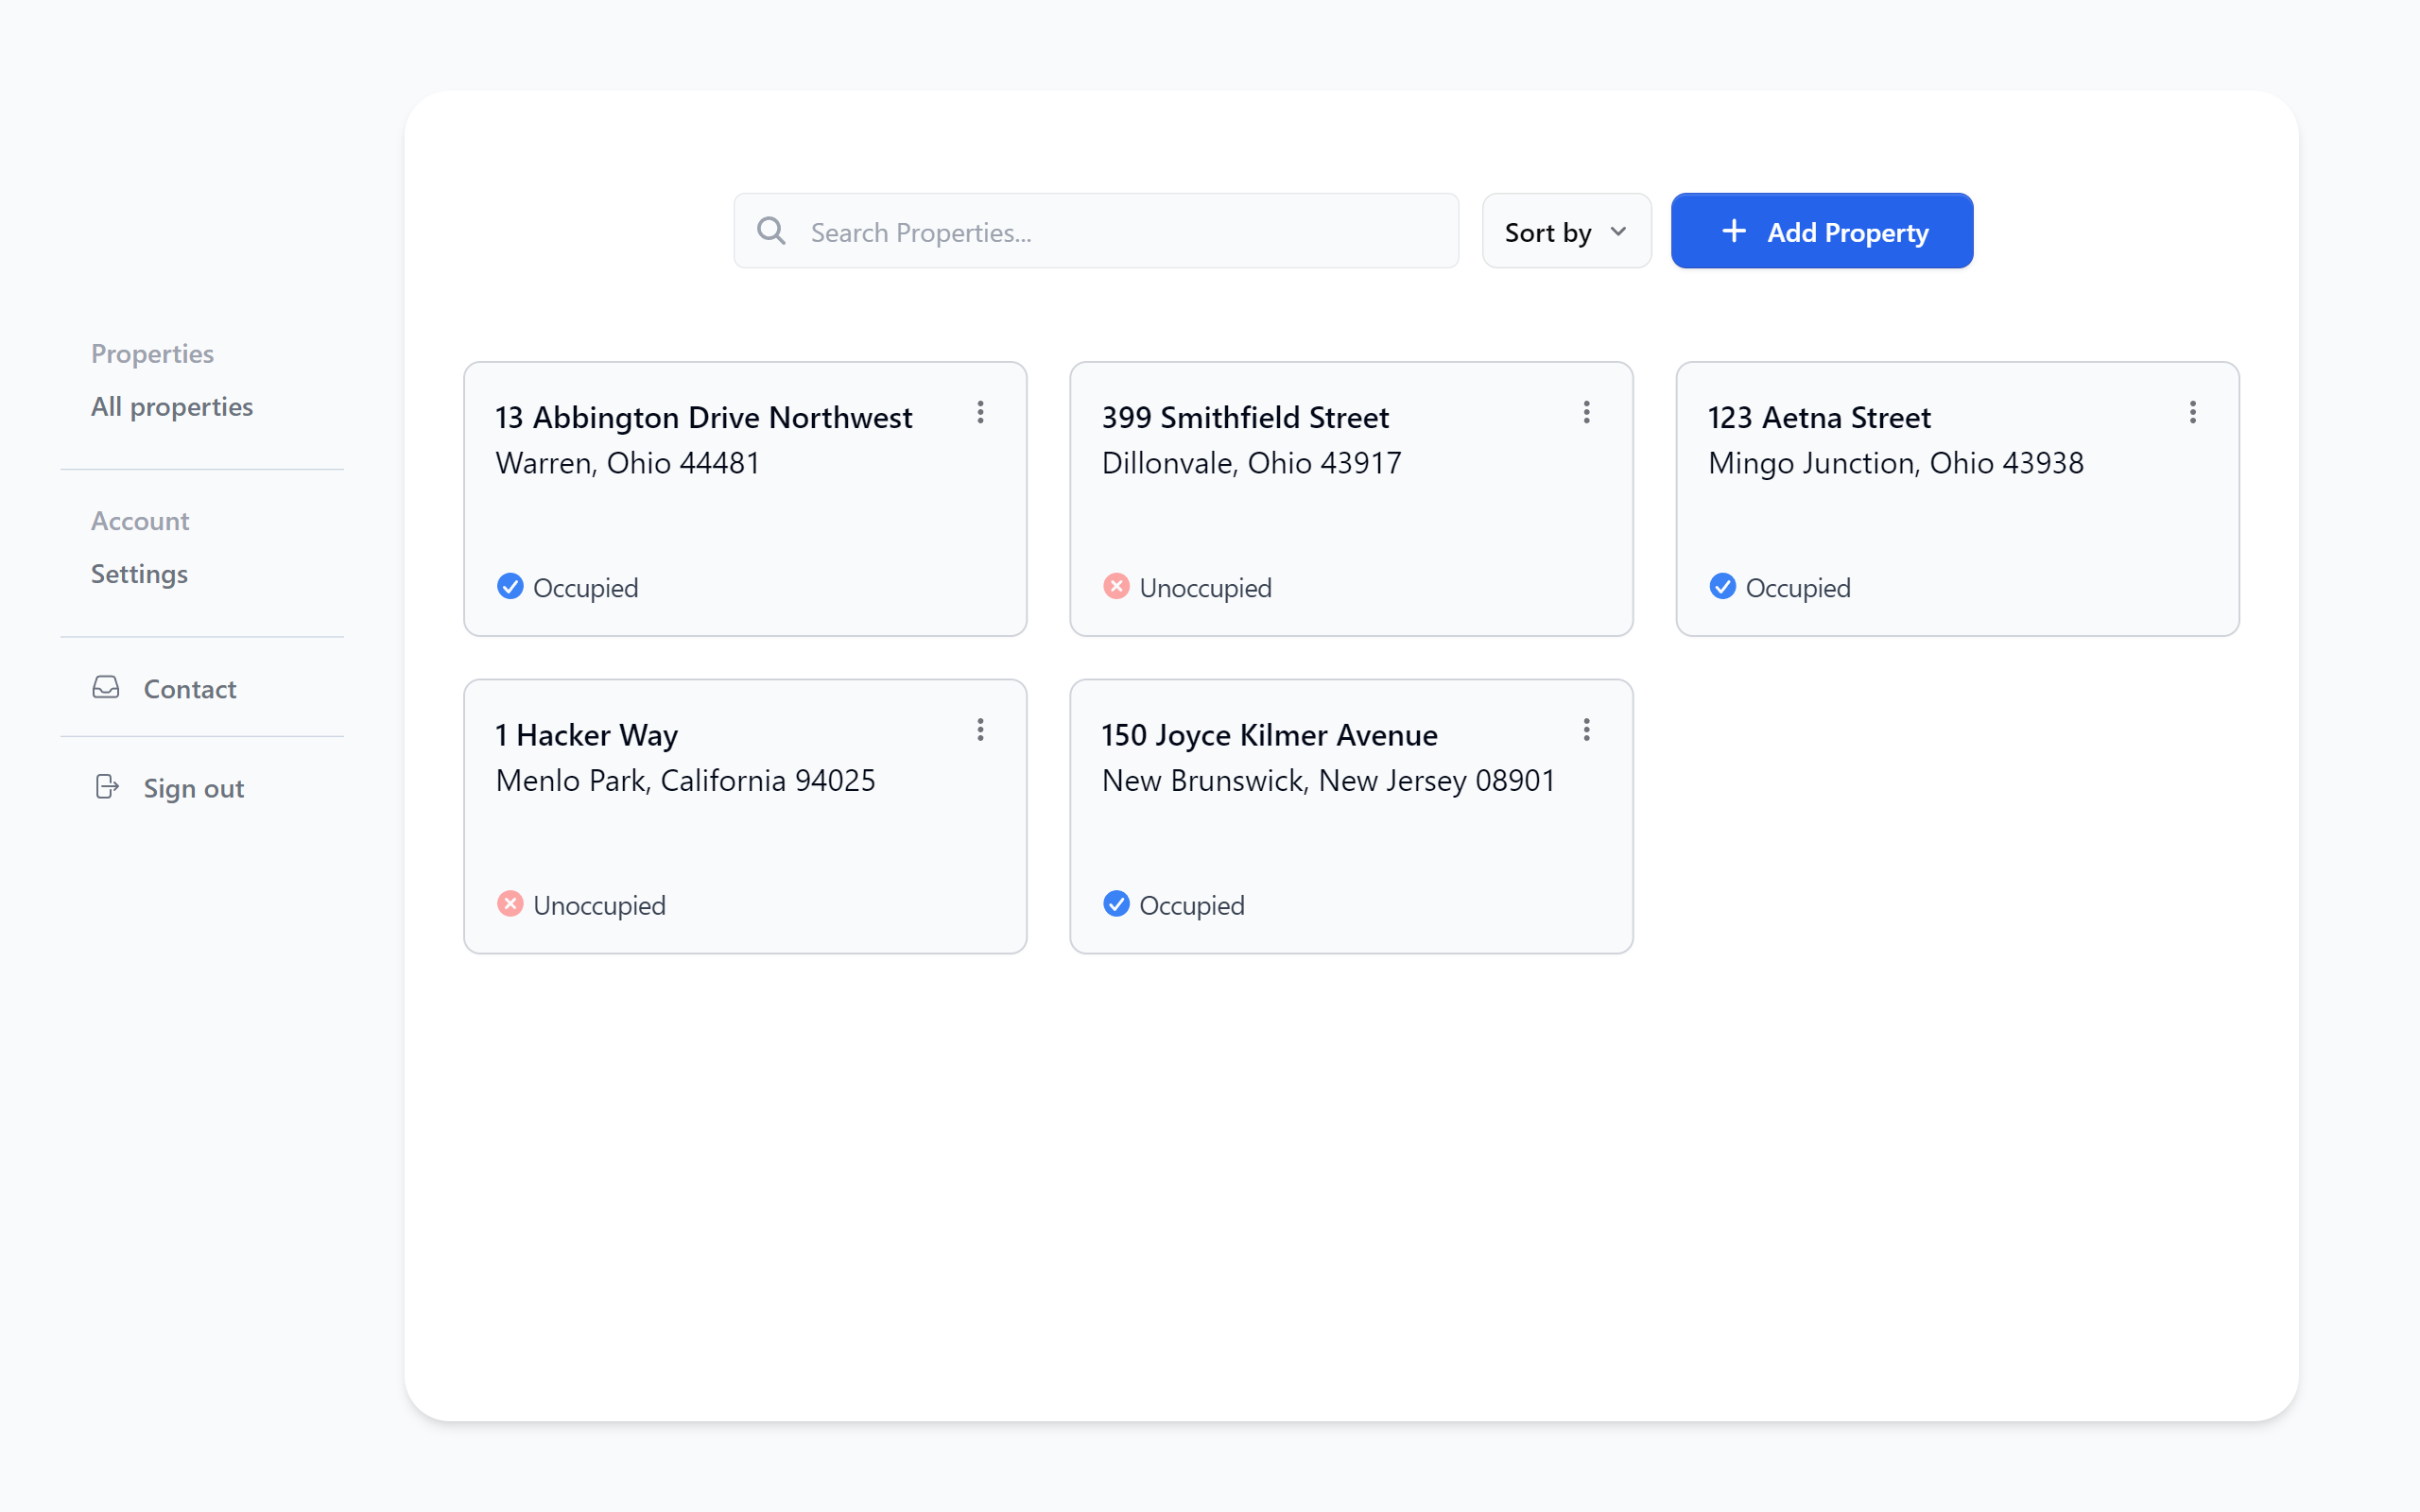 Search Properties...
Sort by
Add Property
Properties
All properties
Account
Settings
Contact
Sign out
13 Abbington Drive Northwest
Warren, Ohio 44481
Occupied
399 Smithfield Street
Dillonvale, Ohio 43917
Unoccupied
123 Aetna Street
Mingo Junction, Ohio 43938
Occupied
1 Hacker Way
Menlo Park, California 94025
Unoccupied
150 Joyce Kilmer Avenue
New Brunswick, New Jersey 08901
Occupied